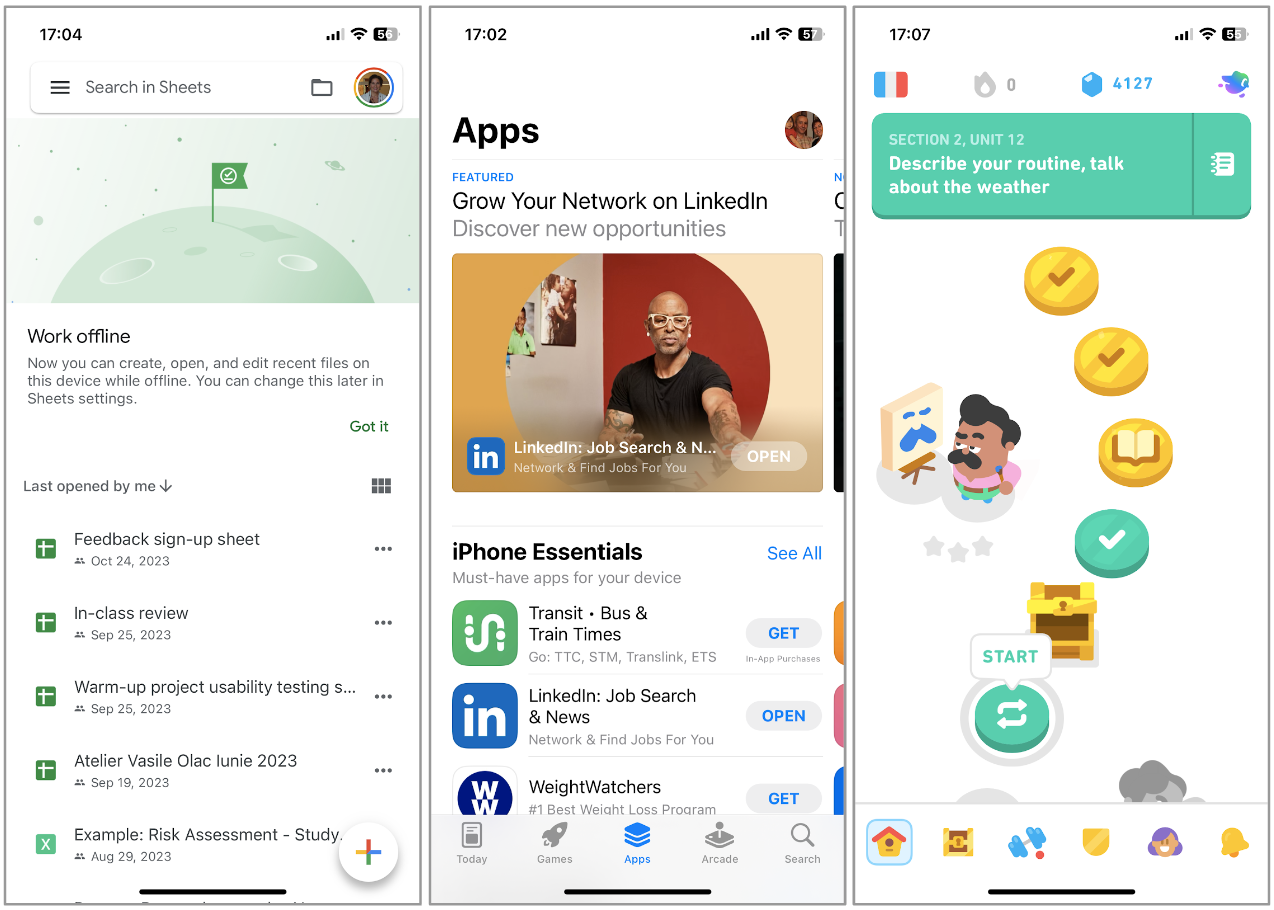 17:04
56
Search in Sheets
Work offline
Now you can create, open, and edit recent files on
this device while offline. You can change this later in
Sheets settings.
Got it
Last opened by me
Feedback sign-up sheet
Oct 24, 2023
In-class review
Sep 25, 2023
Warm-up project usability testing s...
Sep 25, 2023
Atelier Vasile Olac Iunie 2023
Sep 19, 2023
X
Example: Risk Assessment - Study
Aug 29, 2023
17:02
57
Apps
FEATURED
Grow Your Network on LinkedIn
Discover new opportunities
in
LinkedIn: Job Search & N...
Network & Find Jobs For You
OPEN
iPhone Essentials
See All
Must-have apps for your device
Transit • Bus &
Train Times
Go: TTC, STM, Translink, ETS
GET
In-App Purchases
in
LinkedIn: Job Search
& News
Network & Find Jobs For You
OPEN
WW
WeightWatchers
#1 Best Weight Loss Program
GET
Today
Games
Apps
Arcade
Search
17:07
55
0
4127
SECTION 2, UNIT 12
Describe your routine, talk
about the weather
START